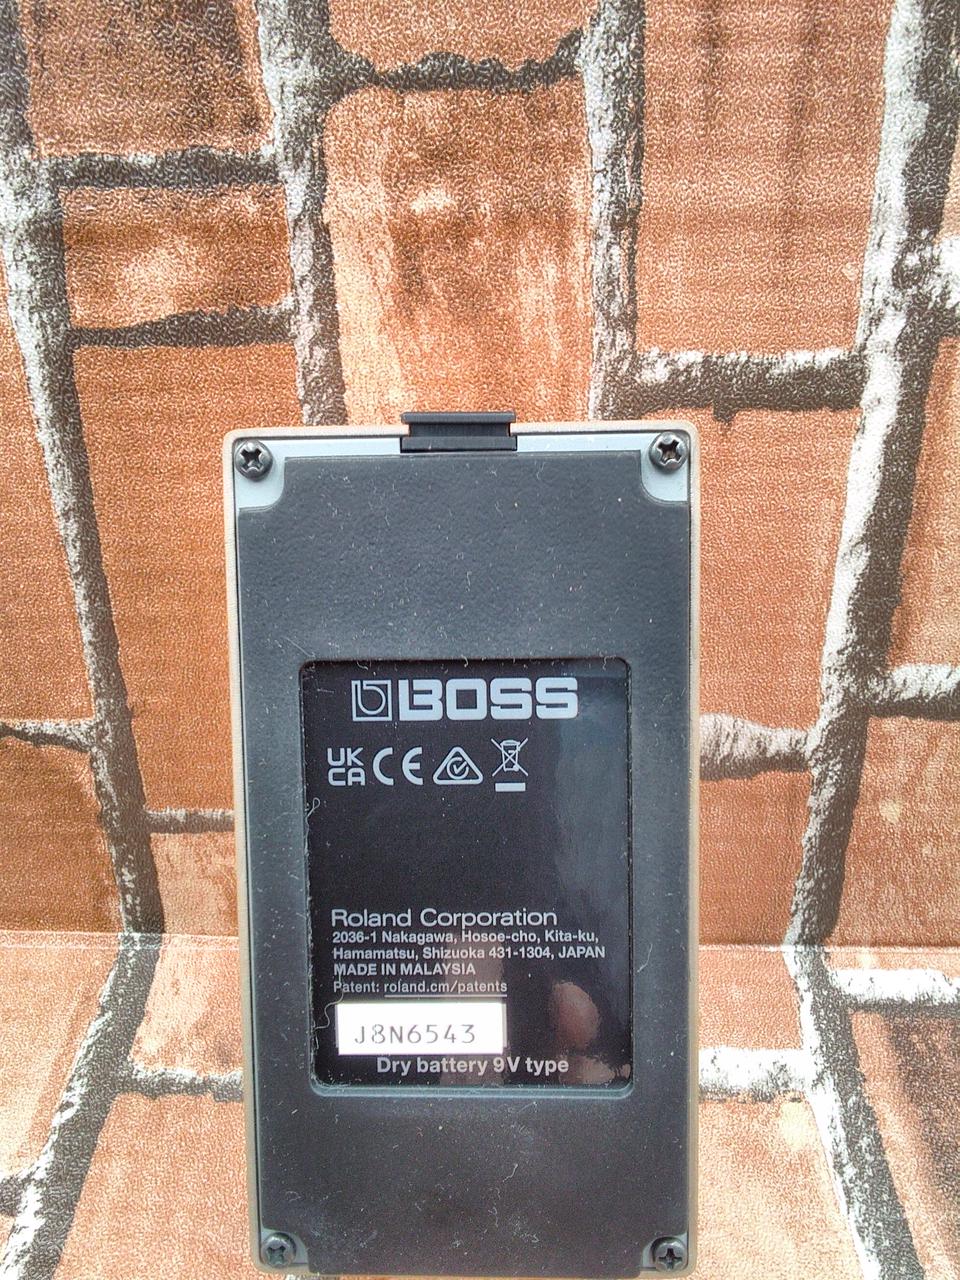 BOSS
UK
CA CE
Roland Corporation
2036-1 Nakagawa, Hosoe-cho, Kita-ku,
Hamamatsu, Shizuoka 431-1304, JAPAN
MADE IN MALAYSIA
Patent: roland.cm/patents
J8N6543
Dry battery 9V type